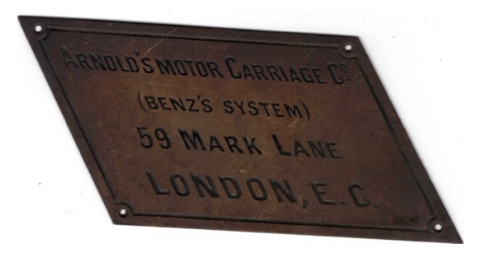 ARNOLD'S MOTOR CARRIAGE Co.
(BENZ'S SYSTEM)
59 MARK LANE
LONDON, E.C.